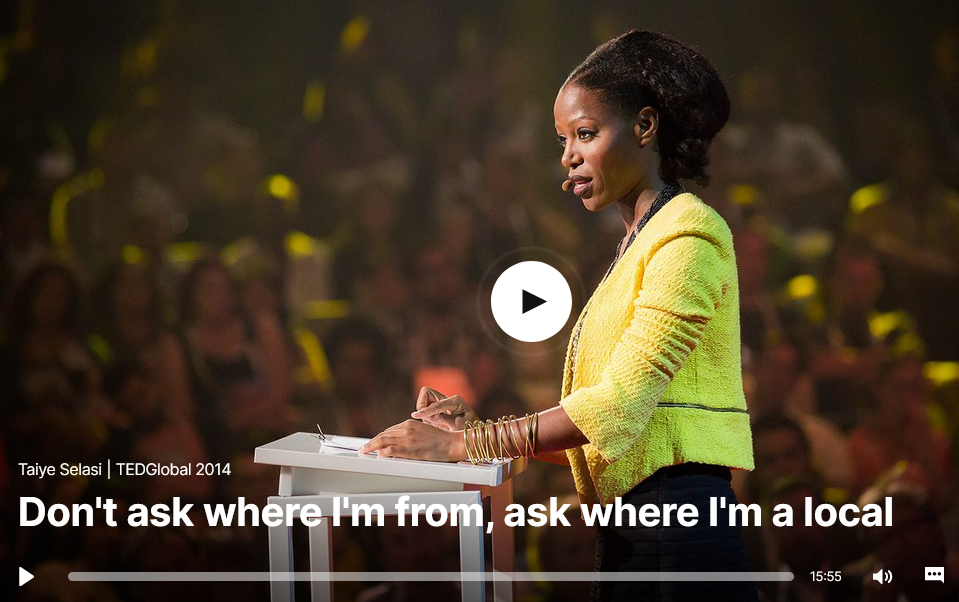 Taiye Selasi | TEDGlobal 2014
Don't ask where I'm from, ask where I'm a local
15:55